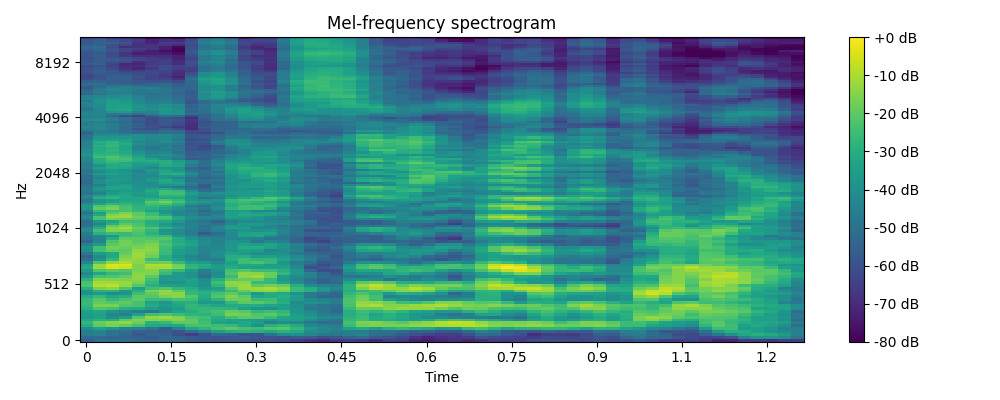 Mel-frequency spectrogram
Hz
8192
4096
2048
1024
512
0
0 0.15 0.3 0.45 0.6 0.75 0.9 1.1 1.2
Time
+0 dB
-10 dB
-20 dB
-30 dB
-40 dB
-50 dB
-60 dB
-70 dB
-80 dB